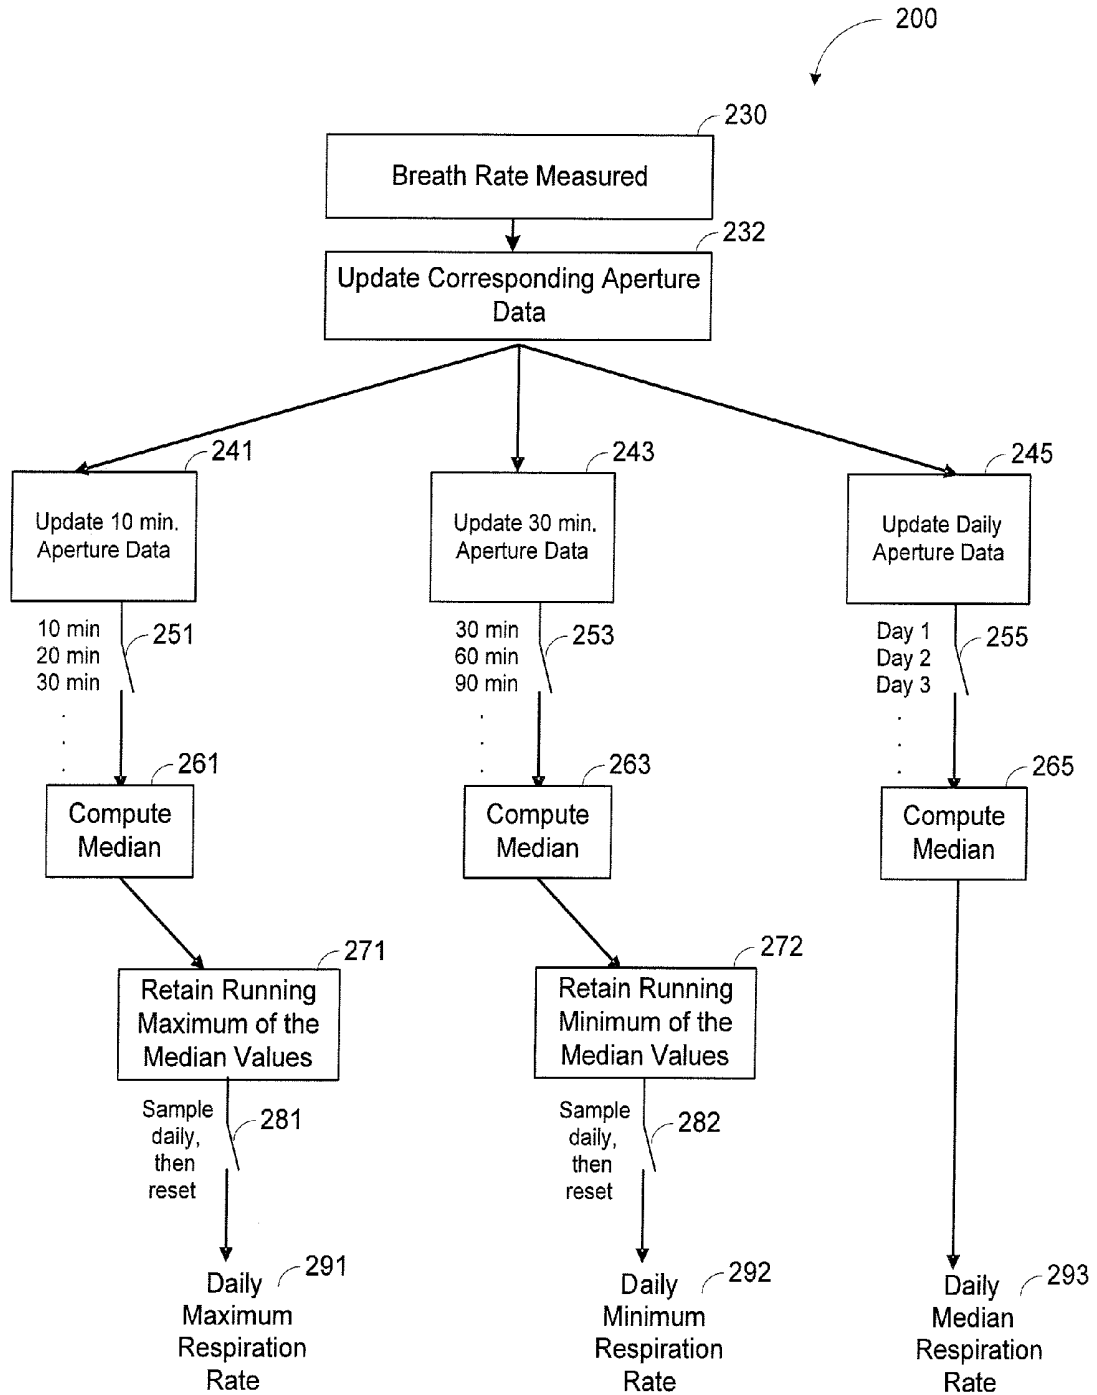 200
230
Breath Rate Measured
232
Update Corresponding Aperture
Data
241
Update 10 min.
Aperture Data
243
Update 30 min.
Aperture Data
245
Update Daily
Aperture Data
10 min
20 min
30 min
251
30 min
60 min
90 min
253
Day 1
Day 2
Day 3
255
261
Compute
Median
263
Compute
Median
265
Compute
Median
271
Retain Running
Maximum of the
Median Values
272
Retain Running
Minimum of the
Median Values
Sample
daily,
then
reset
281
Sample
daily,
then
reset
282
291
Daily
Maximum
Respiration
Rate
292
Daily
Minimum
Respiration
Rate
293
Daily
Median
Respiration
Rate